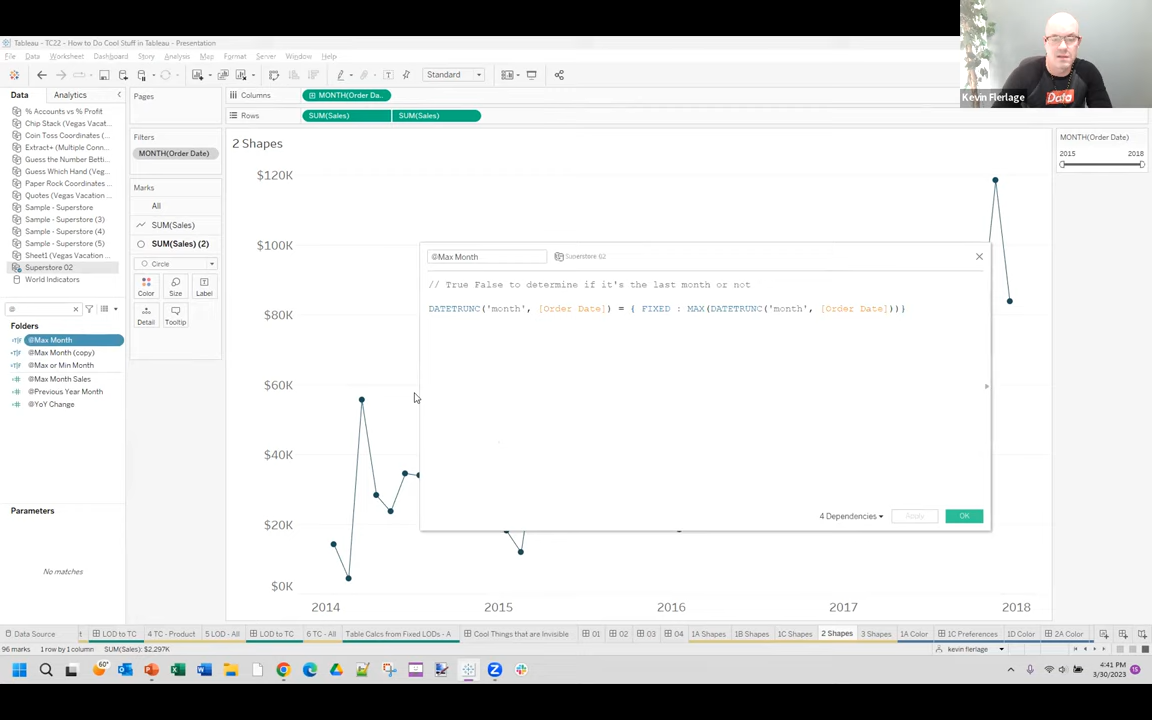 Tableau - TC22 - How to Do Cool Stuff in Tableau - Presentation
File Data Worksheet Dashboard Story Analysis Map Format Server Window Help
Standard
Kevin Flerlage
Data
Data Analytics
% Accounts vs % Profit
Chip Stack (Vegas Vacat...
Coin Toss Coordinates (...
Extract+ (Multiple Conn...
Guess the Number Betti...
Guess Which Hand (Veg...
Paper Rock Coordinates ...
Quotes (Vegas Vacation ...
Sample - Superstore
Sample - Superstore (3)
Sample - Superstore (4)
Sample - Superstore (5)
Sheet1 (Vegas Vacation ...
Superstore 02
World Indicators
@
Folders
@Max Month
@Max Month (copy)
@Max or Min Month
@Max Month Sales
@Previous Year Month
@YoY Change
Parameters
No matches
Pages
Filters
MONTH(Order Date)
Marks
All
SUM(Sales)
SUM(Sales) (2)
Circle
Color Size Label
Detail Tooltip
Columns MONTH(Order Da..
Rows SUM(Sales) SUM(Sales)
2 Shapes
$120K
$100K
$80K
$60K
$40K
$20K
$0K
2014 2015 2016 2017 2018
@Max Month Superstore 02
// True False to determine if it's the last month or not
DATETRUNC('month', [Order Date]) = { FIXED : MAX(DATETRUNC('month', [Order Date]))}
4 Dependencies Apply OK
MONTH(Order Date)
2015 2018
Data Source t LOD to TC 4 TC - Product 5 LOD - All LOD to TC 6 TC - All Table Calcs from Fixed LODs - A Cool Things that are Invisible 01 02 03 04 1A Shapes 1B Shapes 1C Shapes 2 Shapes 3 Shapes 1A Color 1C Preferences 1D Color 2A Color
96 marks 1 row by 1 column SUM(Sales): $2.297K kevin flerlage
60°
4:41 PM
3/30/2023
15